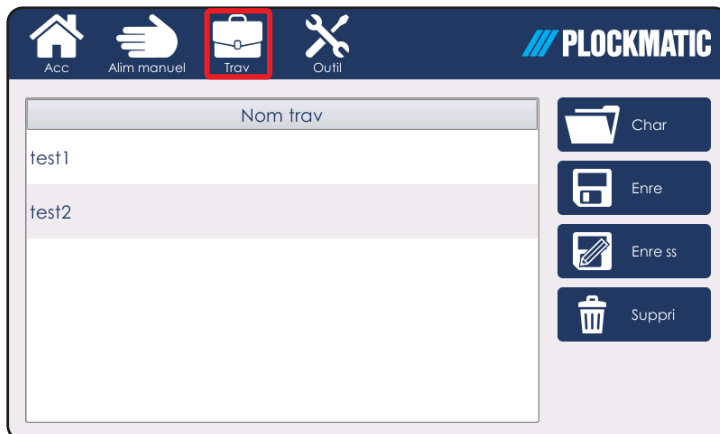 Acc
Alim manuel
Trav
Outil
PLOCKMATIC
Nom trav
test1
test2
Char
Enre
Enre ss
Suppri